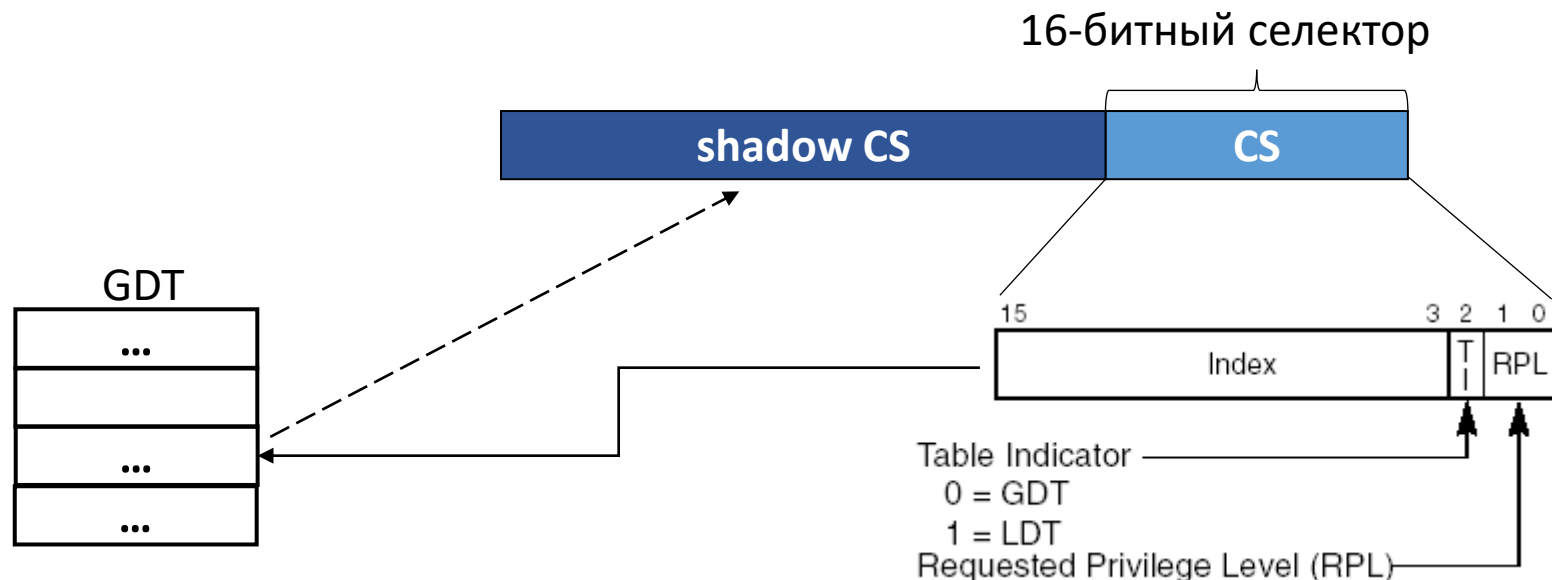 16-битный селектор
shadow CS
CS
GDT
...
...
...
15 3 2 1 0
Index
TI
RPL
Table Indicator
0 = GDT
1 = LDT
Requested Privilege Level (RPL)